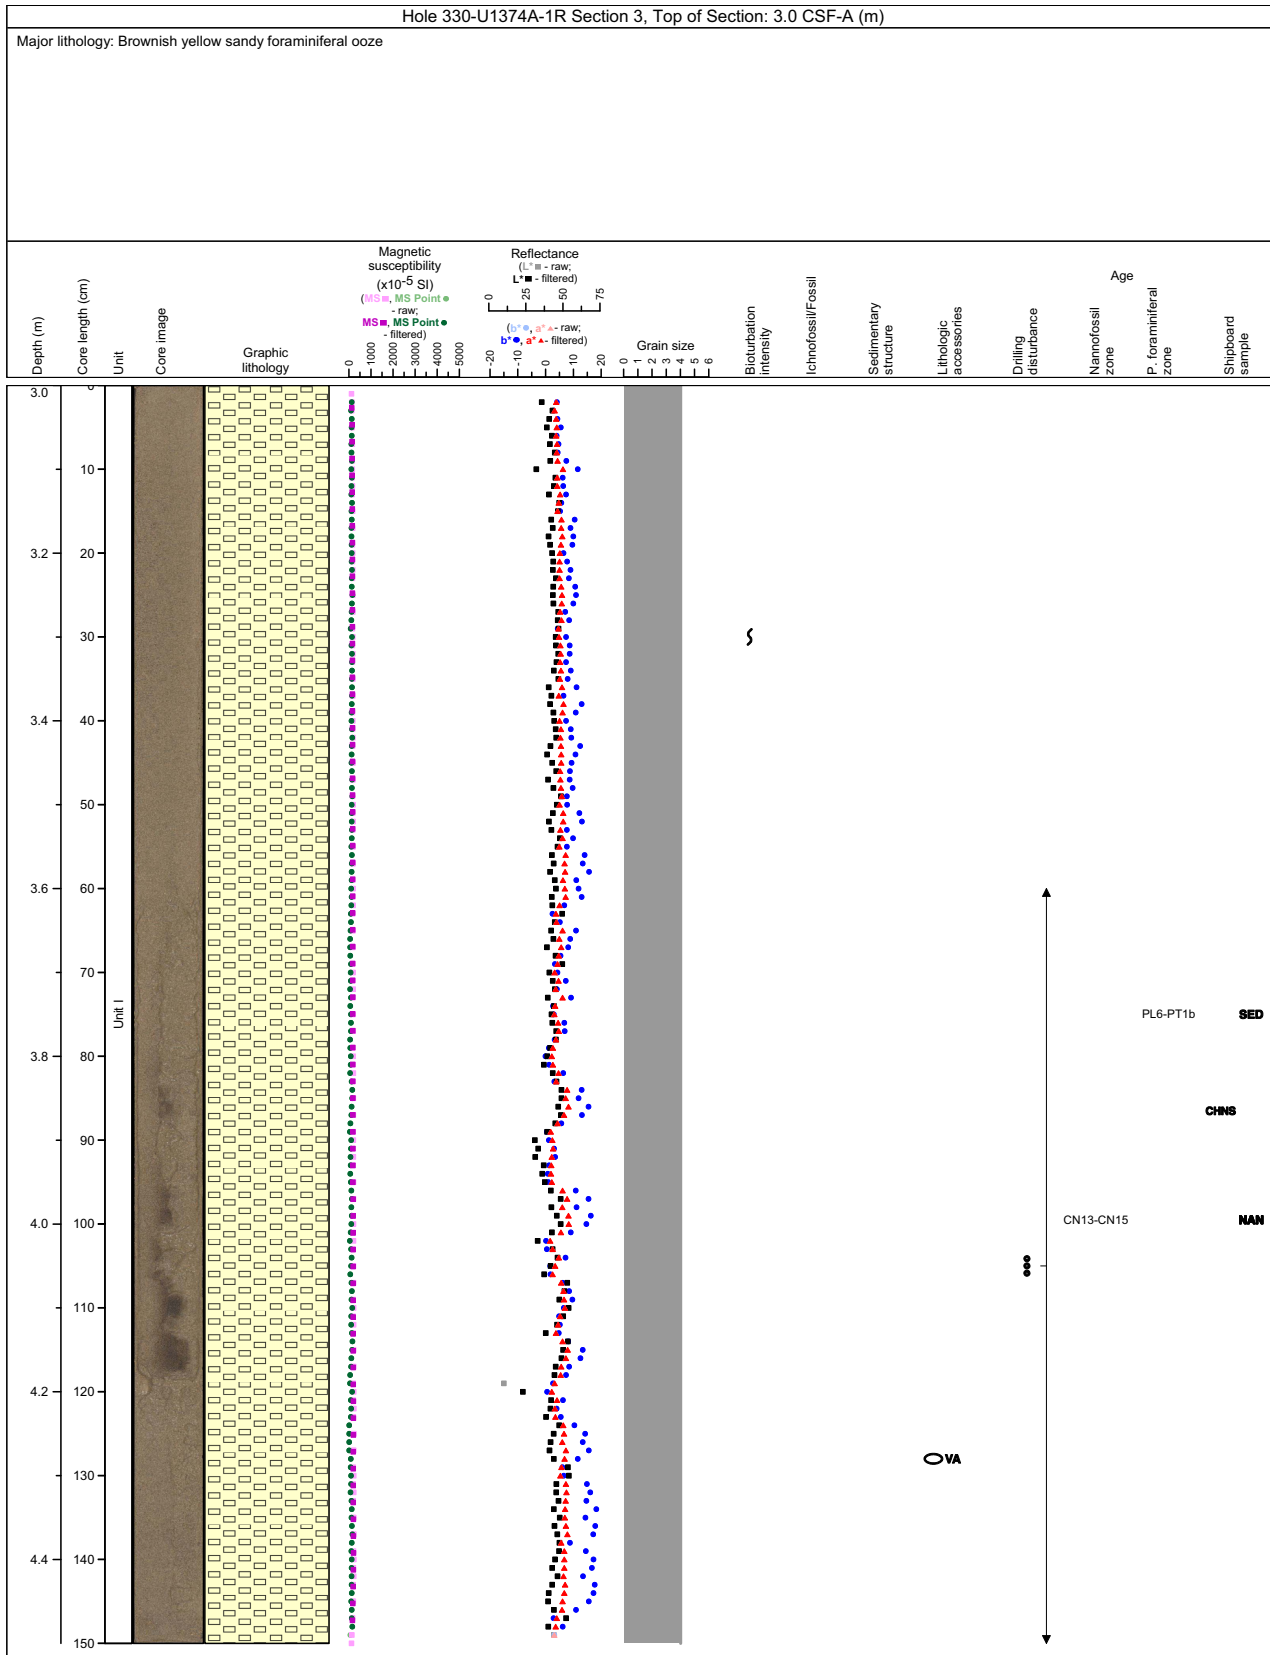 Hole 330-U1374A-1R Section 3, Top of Section: 3.0 CSF-A (m)
Major lithology: Brownish yellow sandy foraminiferal ooze
Depth (m)
Core length (cm)
Unit
Core image
Graphic
lithology
Magnetic
susceptibility
(x10-5 SI)
(MS, MS Point
- raw;
MS, MS Point
- filtered)
0 1000 2000 3000 4000 5000
Reflectance
(L* - raw;
L* - filtered)
0 25 50 75
(b*, a* - raw;
b*, a* - filtered)
-20 -10 0 10 20
Grain size
0 1 2 3 4 5 6
Bioturbation
intensity
Ichnofossil/Fossil
Sedimentary
structure
Lithologic
accessories
Drilling
disturbance
Age
Nannofossil
zone
P. foraminiferal
zone
Shipboard
sample
3.0 0
10
3.2 20
30
3.4 40
50
3.6 60
70
Unit I
PL6-PT1b SED
3.8 80
CHNS
90
4.0 100
CN13-CN15 NAN
110
4.2 120
VA
130
4.4 140
150